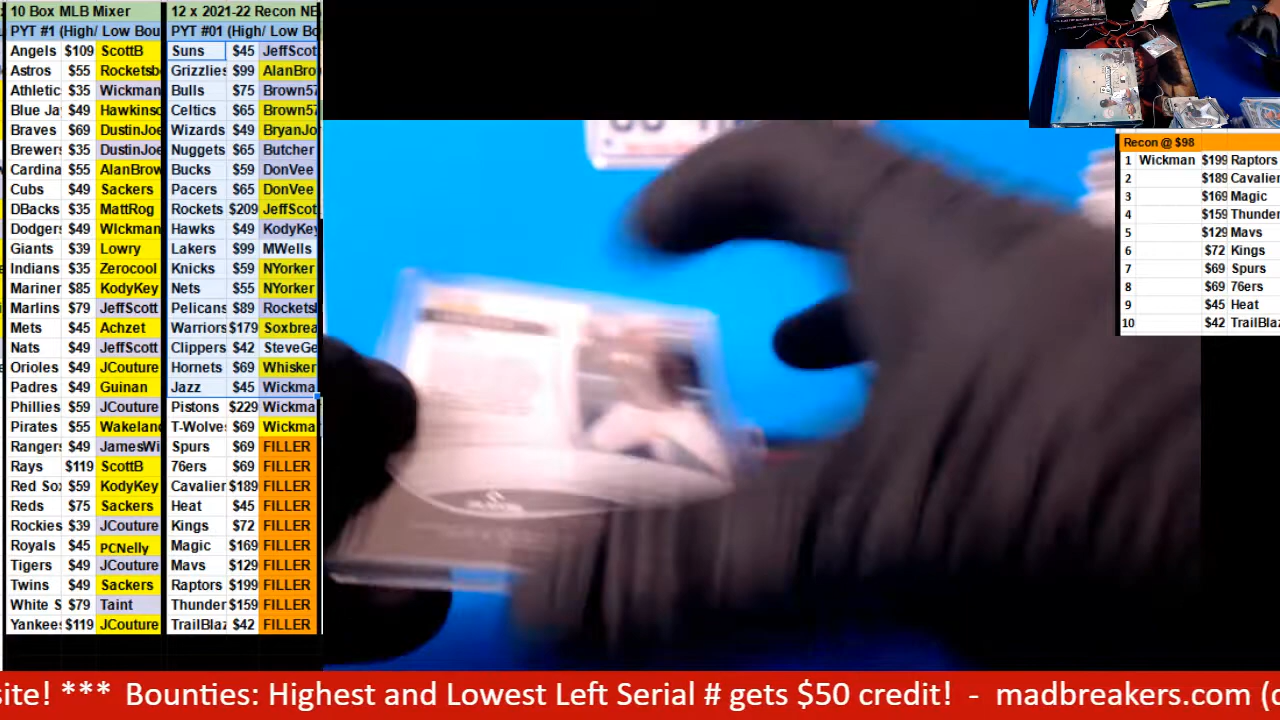 10 Box MLB Mixer
PYT #1 (High/ Low Bou
Angels $109 ScottB
Astros $55 Rocketsb
Athletic $35 Wickman
Blue Ja $49 Hawkinso
Braves $69 DustinJoe
Brewers $35 DustinJoe
Cardina $55 AlanBrow
Cubs $49 Sackers
DBacks $35 MattRog
Dodgers $49 WIckman
Giants $39 Lowry
Indians $35 Zerocool
Mariner $85 KodyKey
Marlins $79 JeffScott
Mets $45 Achzet
Nats $49 JeffScott
Orioles $49 JCouture
Padres $49 Guinan
Phillies $59 JCouture
Pirates $55 Wakeland
Rangers $49 JamesWi
Rays $119 ScottB
Red Sox $59 KodyKey
Reds $75 Sackers
Rockies $39 JCouture
Royals $45 PCNelly
Tigers $49 JCouture
Twins $49 Sackers
White S $79 Taint
Yankees $119 JCouture
12 x 2021-22 Recon NB
PYT #01 (High/ Low Bo
Suns $45 JeffScot
Grizzlies $99 AlanBro
Bulls $75 Brown57
Celtics $65 Brown57
Wizards $49 BryanJo
Nuggets $65 Butcher
Bucks $59 DonVee
Pacers $65 DonVee
Rockets $209 JeffScot
Hawks $49 KodyKey
Lakers $99 MWells
Knicks $59 NYorker
Nets $55 NYorker
Pelicans $89 Rockets
Warriors $179 Soxbrea
Clippers $42 SteveGe
Hornets $69 Whisker
Jazz $45 Wickma
Pistons $229 Wickma
T-Wolves $69 Wickma
Spurs $69 FILLER
76ers $69 FILLER
Cavalier $189 FILLER
Heat $45 FILLER
Kings $72 FILLER
Magic $169 FILLER
Mavs $129 FILLER
Raptors $199 FILLER
Thunder $159 FILLER
TrailBlaz $42 FILLER
Recon @ $98
1 Wickman $199 Raptors
2 $189 Cavalier
3 $169 Magic
4 $159 Thunder
5 $129 Mavs
6 $72 Kings
7 $69 Spurs
8 $69 76ers
9 $45 Heat
10 $42 TrailBlaz
site! *** Bounties: Highest and Lowest Left Serial # gets $50 credit! - madbreakers.com (c